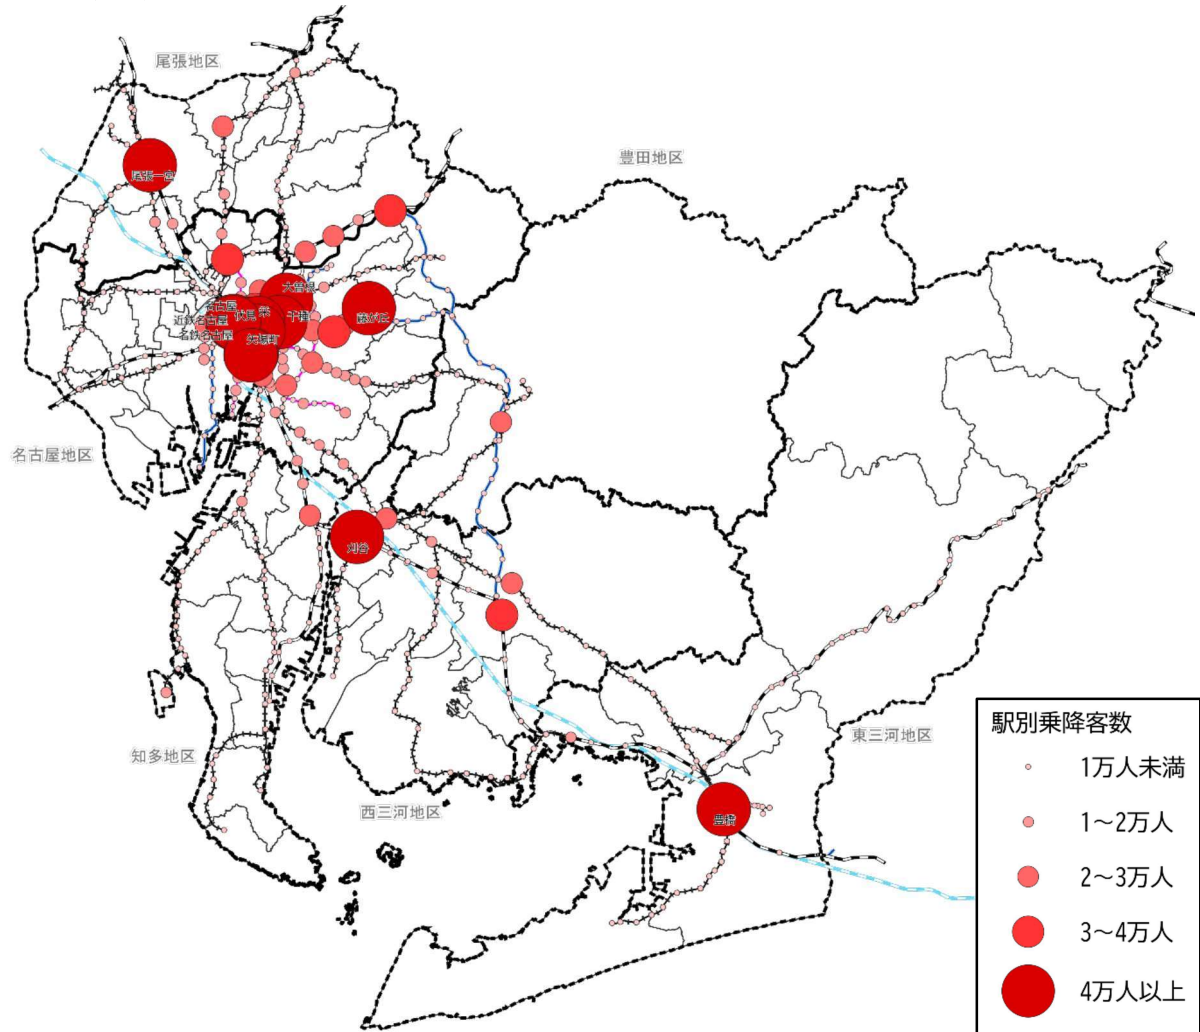 尾張地区
豊田地区
尾張一宮
大曽根
名古屋
栄
伏見
千種
近鉄名古屋
藤が丘
名鉄名古屋
矢場町
名古屋地区
刈谷
知多地区
西三河地区
東三河地区
豊橋
駅別乗降客数
1万人未満
1~2万人
2~3万人
3~4万人
4万人以上